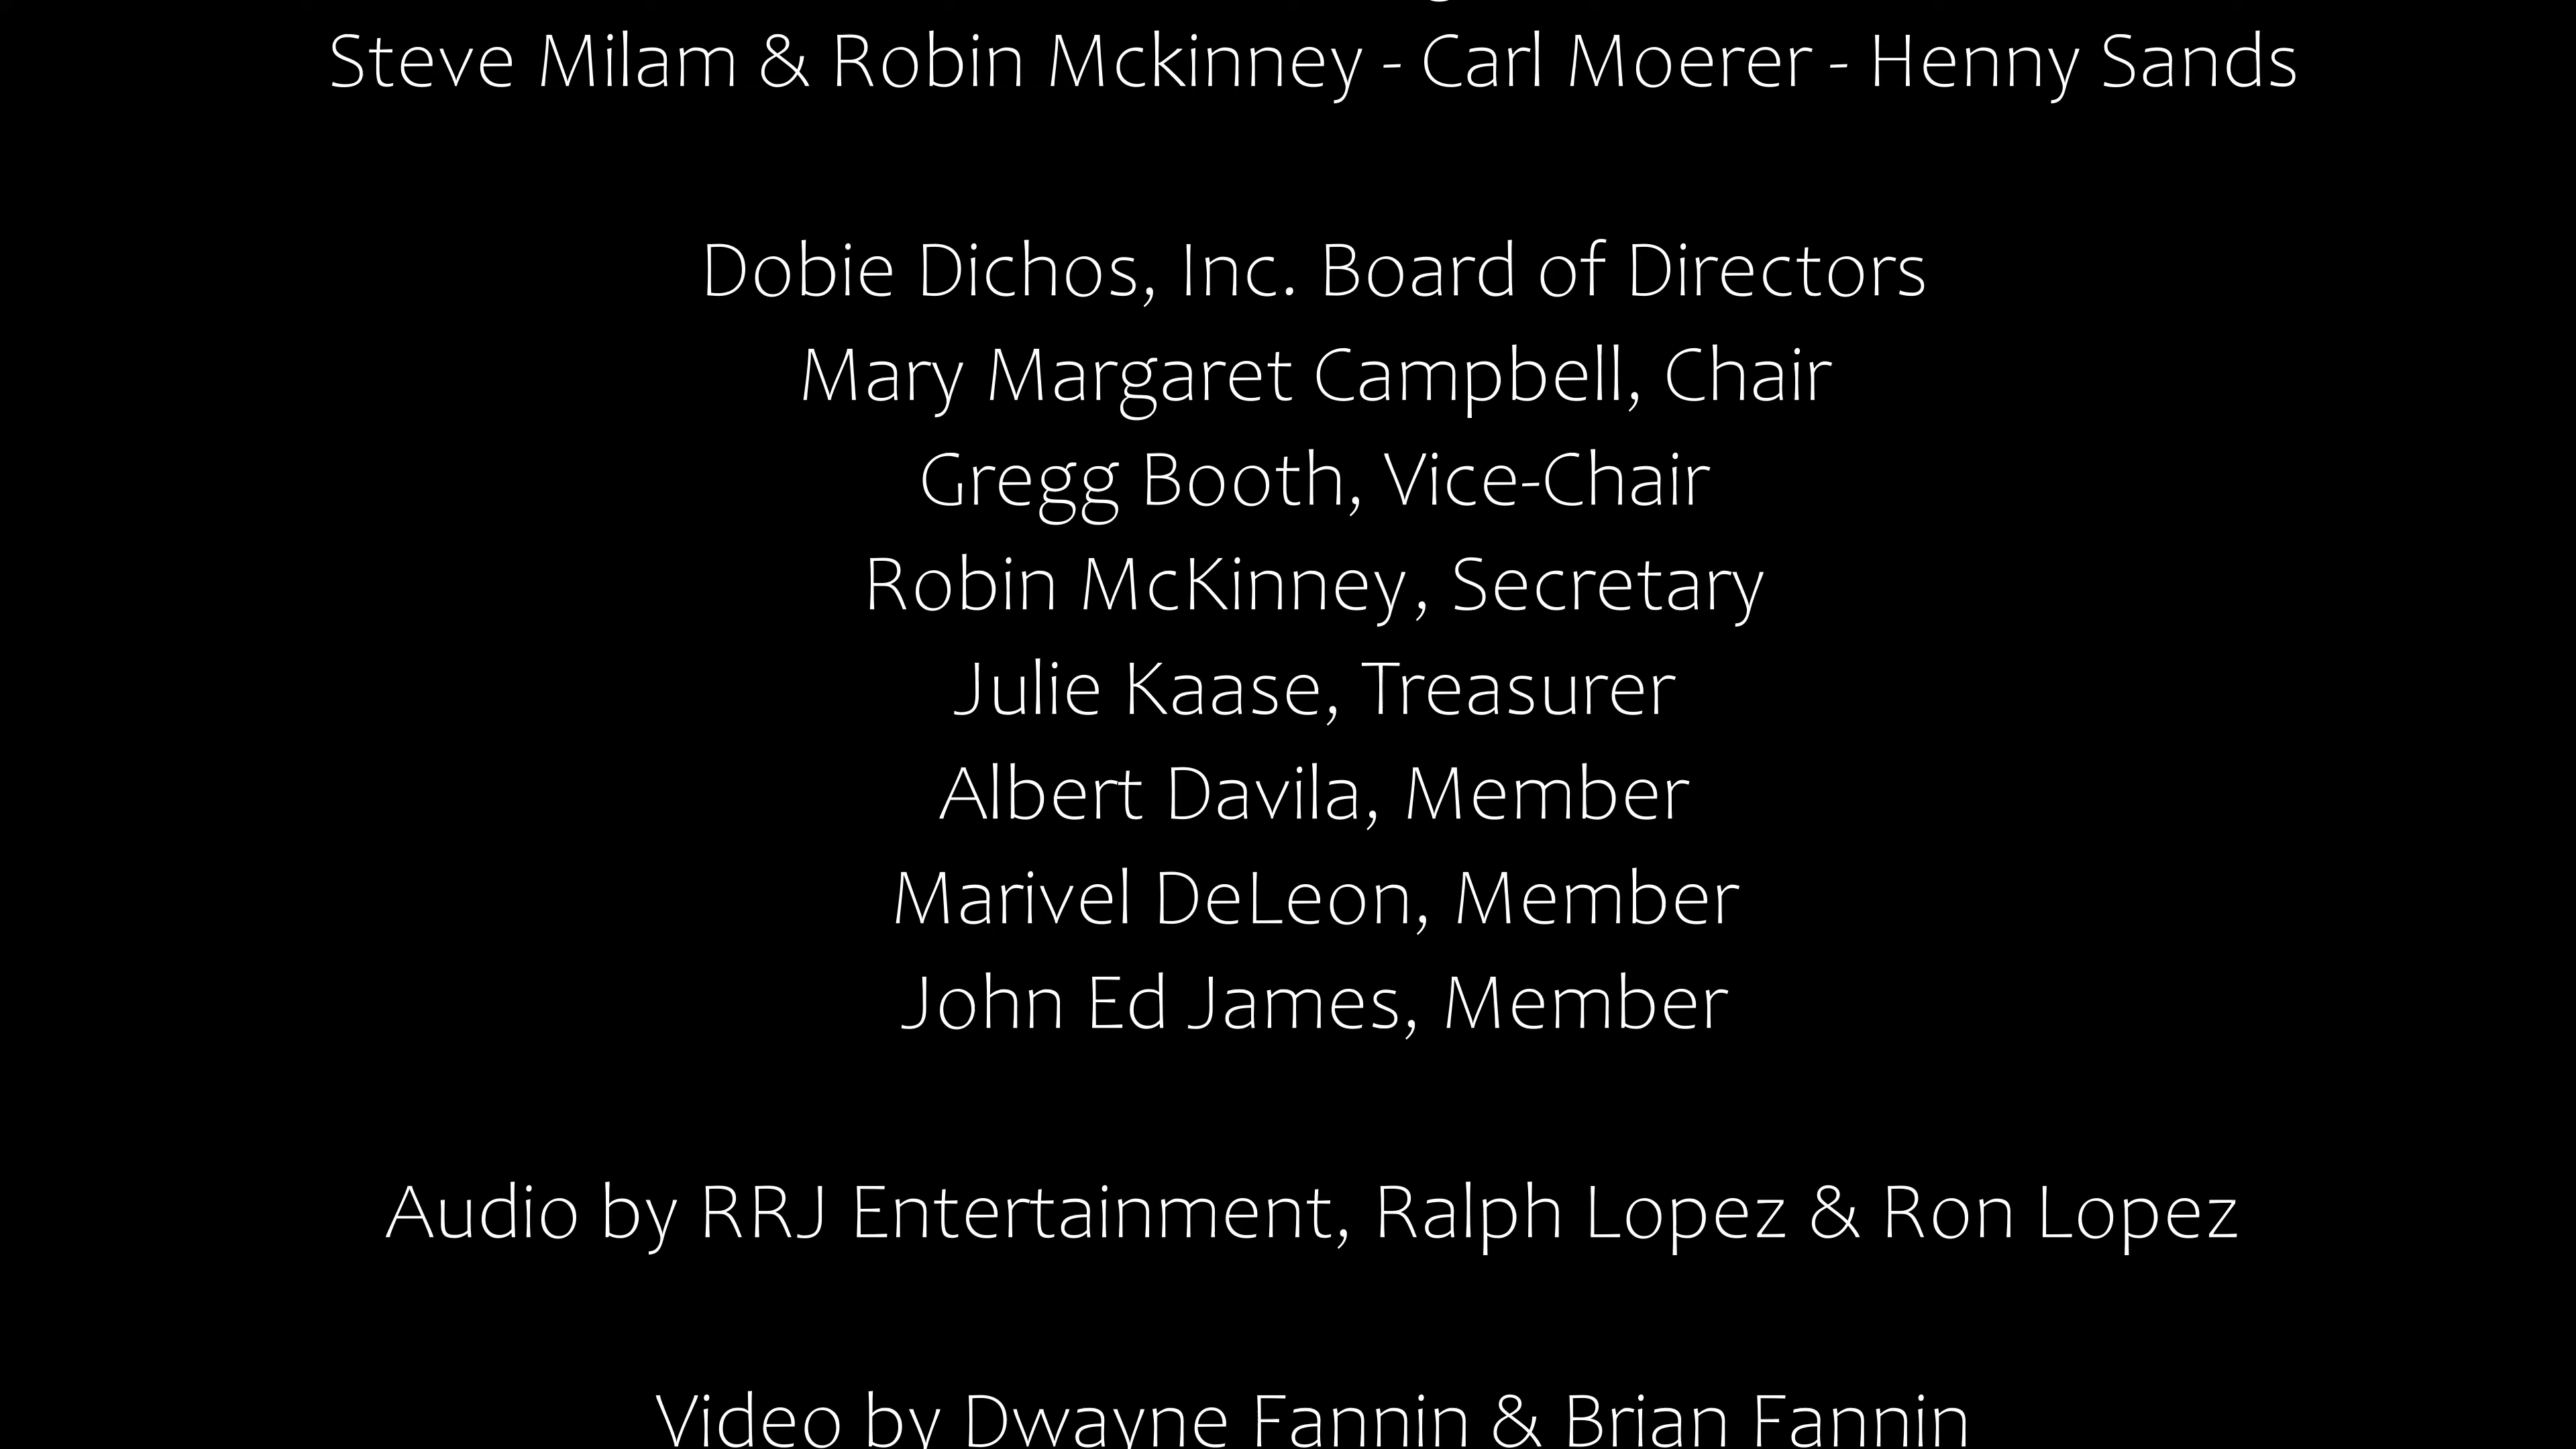 Steve Milam & Robin Mckinney - Carl Moerer - Henny Sands
Dobie Dichos, Inc. Board of Directors
Mary Margaret Campbell, Chair
Gregg Booth, Vice-Chair
Robin McKinney, Secretary
Julie Kaase, Treasurer
Albert Davila, Member
Marivel DeLeon, Member
John Ed James, Member
Audio by RRJ Entertainment, Ralph Lopez & Ron Lopez
Video by Dwayne Fannin & Brian Fannin